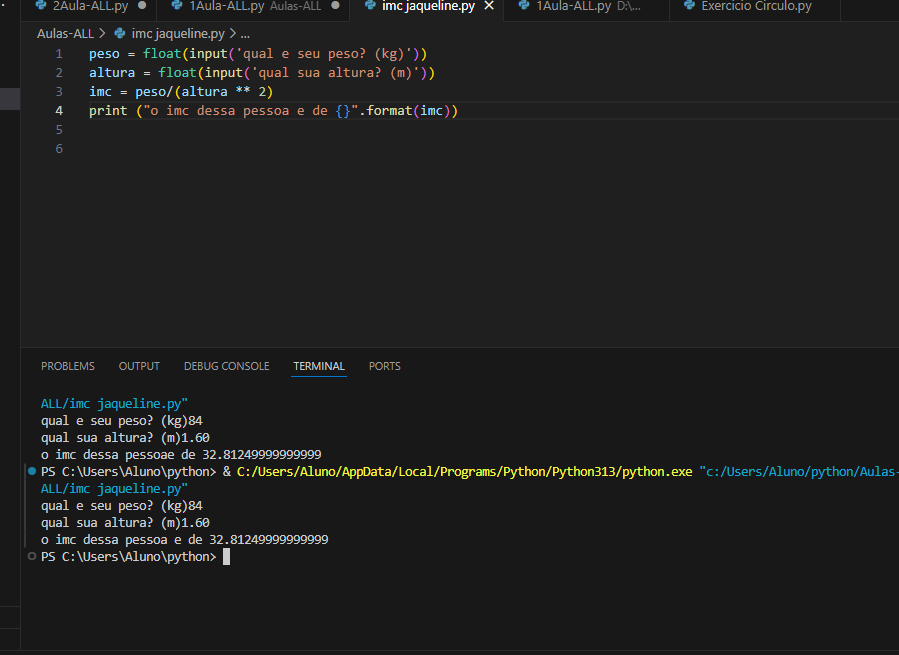 2Aula-ALL.py 1Aula-ALL.py Aulas-ALL imc jaqueline.py 1Aula-ALL.py D:\... Exercicio Circulo.py
Aulas-ALL > imc jaqueline.py > ...
1 peso = float(input('qual e seu peso? (kg)'))
2 altura = float(input('qual sua altura? (m)'))
3 imc = peso/(altura ** 2)
4 print ("o imc dessa pessoa e de {}".format(imc))
5
6
PROBLEMS OUTPUT DEBUG CONSOLE TERMINAL PORTS
ALL/imc jaqueline.py"
qual e seu peso? (kg)84
qual sua altura? (m)1.60
o imc dessa pessoae de 32.81249999999999
PS C:\Users\Aluno\python> & C:/Users/Aluno/AppData/Local/Programs/Python/Python313/python.exe "c:/Users/Aluno/python/Aulas-
ALL/imc jaqueline.py"
qual e seu peso? (kg)84
qual sua altura? (m)1.60
o imc dessa pessoa e de 32.81249999999999
PS C:\Users\Aluno\python>